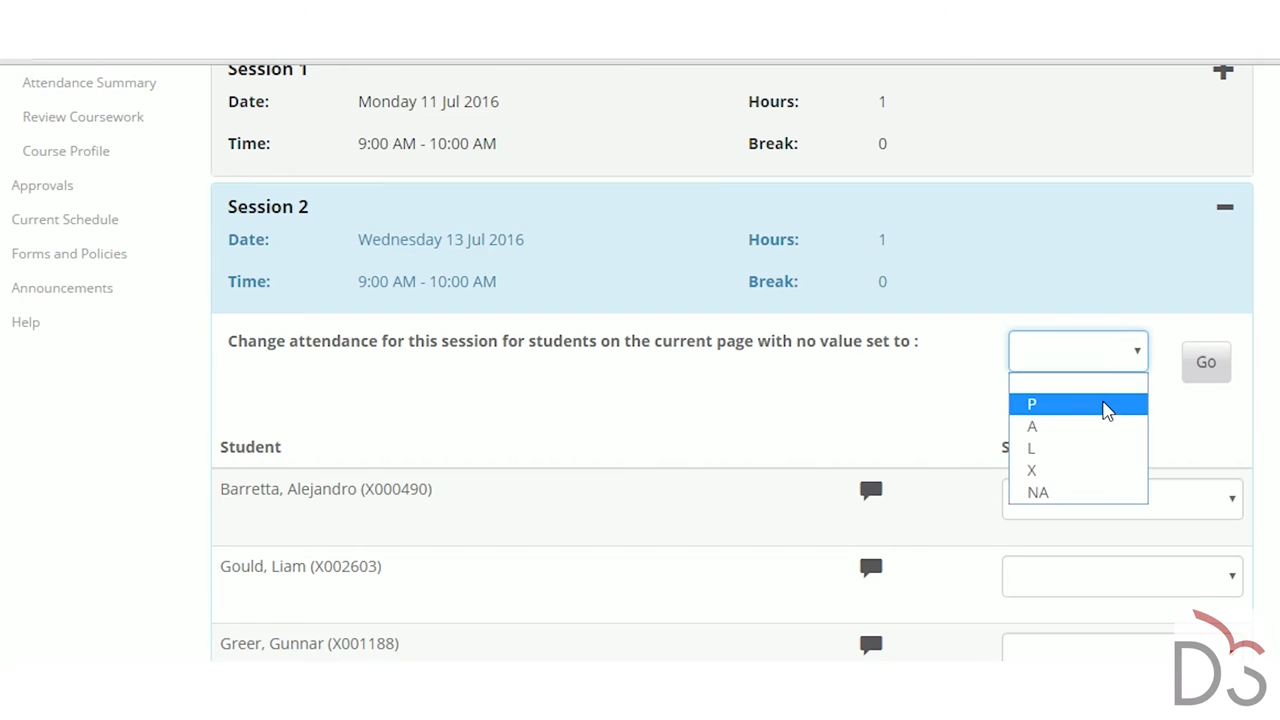 Session 1
Date: Monday 11 Jul 2016 Hours: 1
Time: 9:00 AM - 10:00 AM Break: 0
Attendance Summary
Review Coursework
Course Profile
Approvals
Current Schedule
Forms and Policies
Announcements
Help
Session 2
Date: Wednesday 13 Jul 2016 Hours: 1
Time: 9:00 AM - 10:00 AM Break: 0
Change attendance for this session for students on the current page with no value set to :
Go
P
A
L
X
NA
Student
S
Barretta, Alejandro (X000490)
Gould, Liam (X002603)
Greer, Gunnar (X001188)
DS